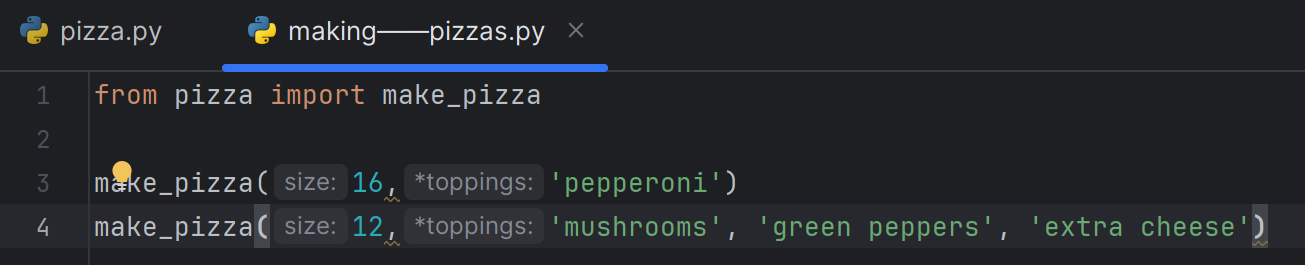 pizza.py making——pizzas.py ×
1 from pizza import make_pizza
2
3 make_pizza( size: 16, *toppings: 'pepperoni')
4 make_pizza( size: 12, *toppings: 'mushrooms', 'green peppers', 'extra cheese')